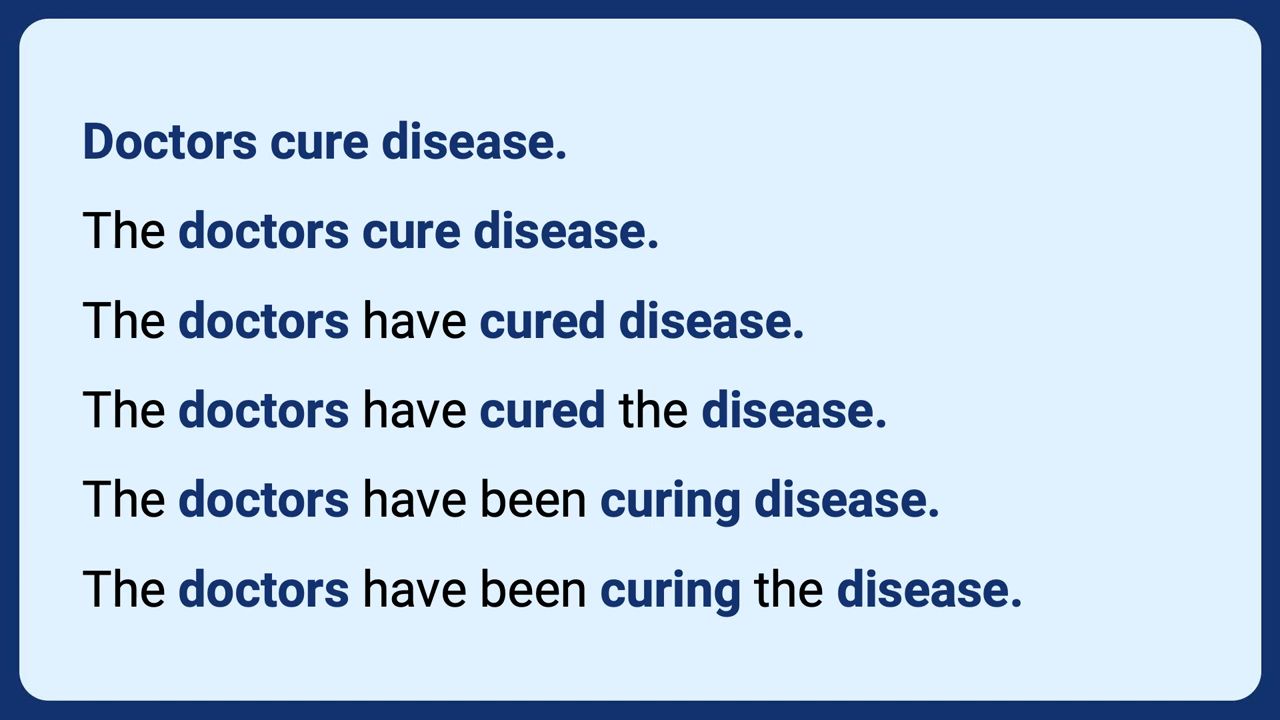 Doctors cure disease.
The doctors cure disease.
The doctors have cured disease.
The doctors have cured the disease.
The doctors have been curing disease.
The doctors have been curing the disease.